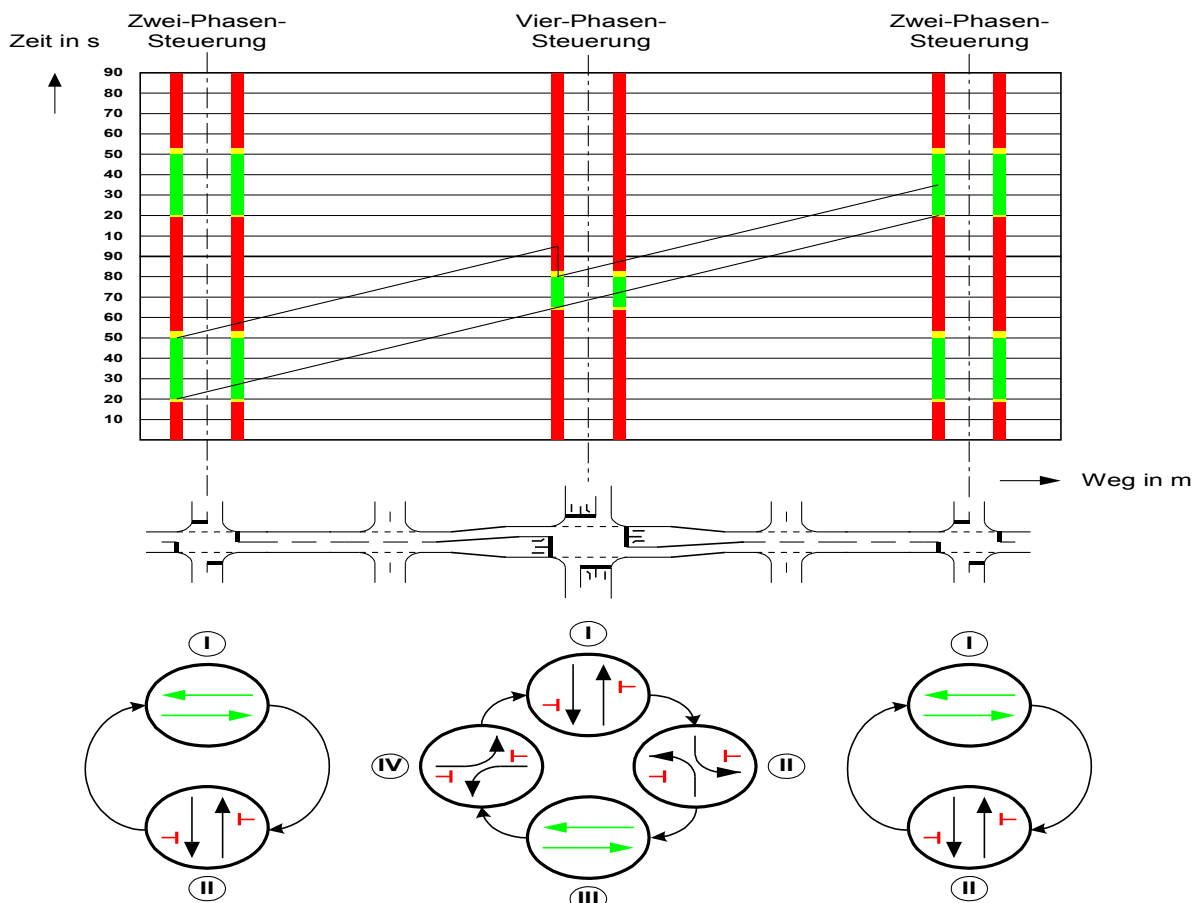 Zwei-Phasen-
Steuerung
Vier-Phasen-
Steuerung
Zwei-Phasen-
Steuerung
Zeit in s
90
80
70
60
50
40
30
20
10
90
80
70
60
50
40
30
20
10
Weg in m
I
I
I
IV
II
II
III
II